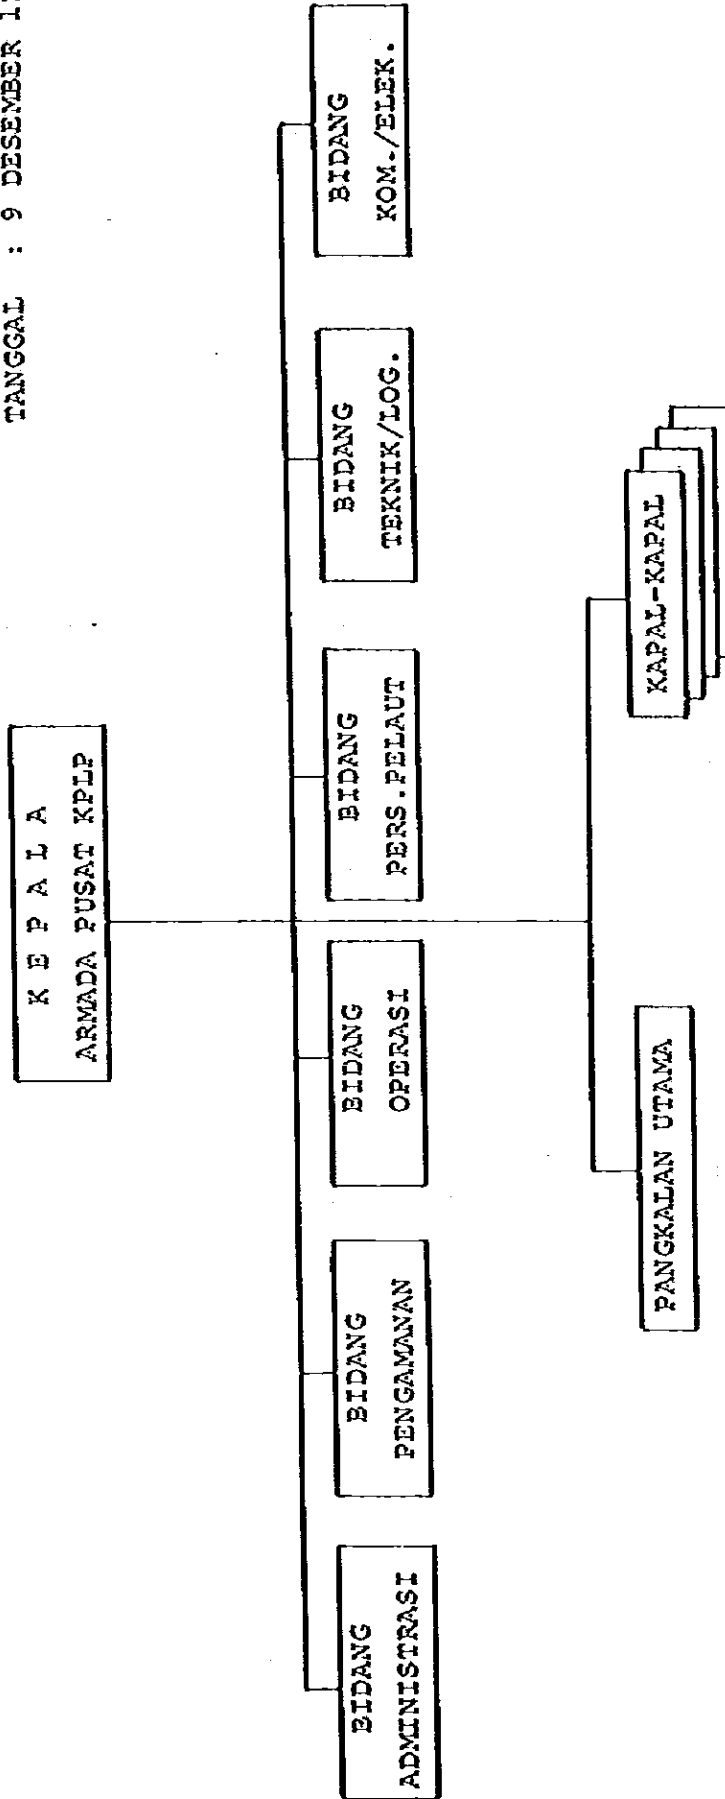 TANGGAL : 9 DESEMBER
K E P A L A
ARMADA PUSAT KPLP
BIDANG
ADMINISTRASI
BIDANG
PENGAMANAN
BIDANG
OPERASI
BIDANG
PERS.PELAUT
BIDANG
TEKNIK/LOG.
BIDANG
KOM./ELEK.
PANGKALAN UTAMA
KAPAL-KAPAL